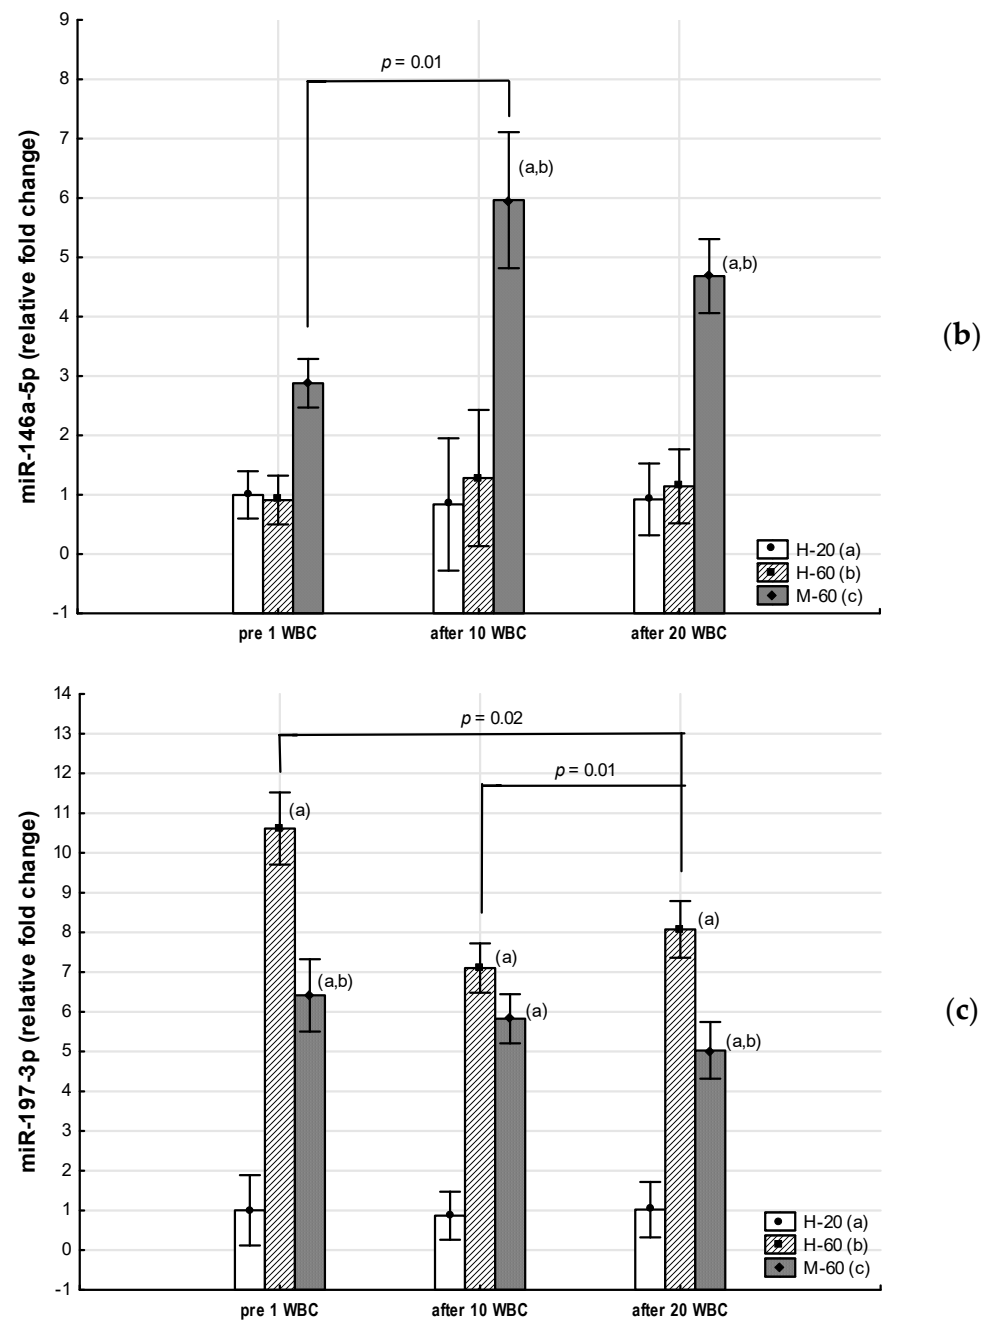 9
8
7
6
5
4
3
2
1
0
-1
miR-146a-5p (relative fold change)
p = 0.01
(a,b)
(a,b)
H-20 (a)
H-60 (b)
M-60 (c)
pre 1 WBC after 10 WBC after 20 WBC
(b)
14
13
12
11
10
9
8
7
6
5
4
3
2
1
0
-1
miR-197-3p (relative fold change)
p = 0.02
p = 0.01
(a)
(a,b)
(a)
(a)
(a)
(a,b)
H-20 (a)
H-60 (b)
M-60 (c)
pre 1 WBC after 10 WBC after 20 WBC
(c)